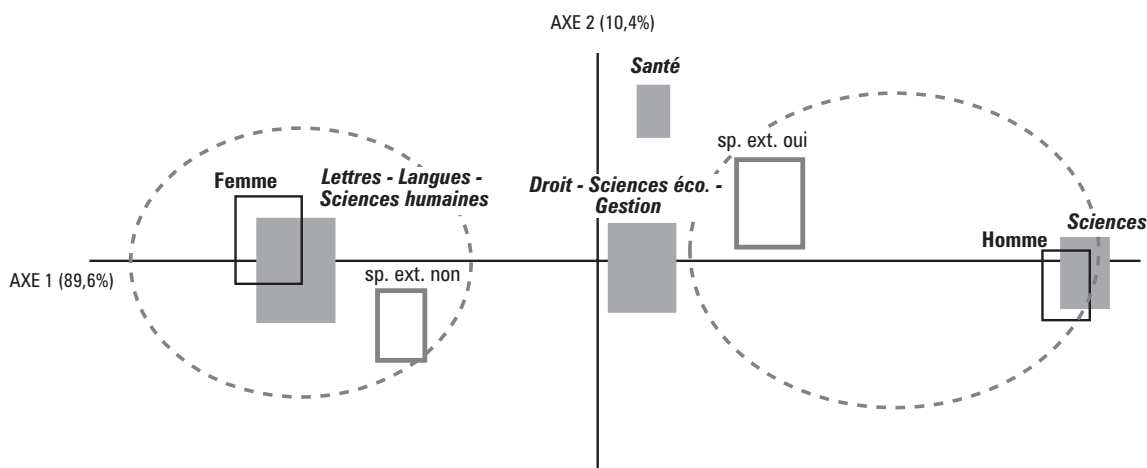 AXE 2 (10,4%)
Santé
sp. ext. oui
Femme
Lettres - Langues -
Sciences humaines
Droit - Sciences éco. -
Gestion
Sciences
Homme
AXE 1 (89,6%)
sp. ext. non